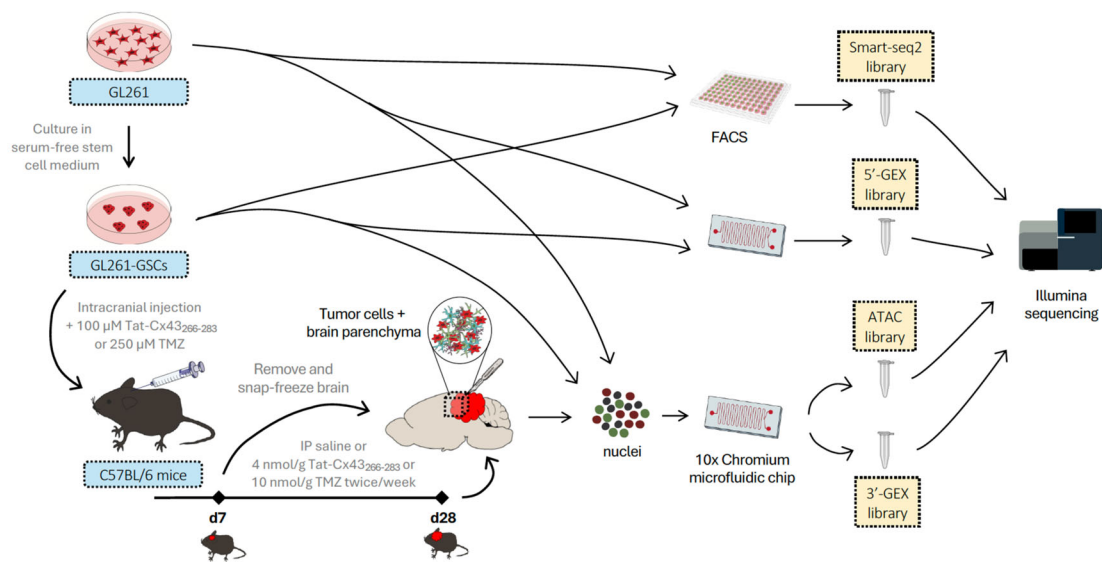 GL261
Culture in
serum-free stem
cell medium
GL261-GSCs
Intracranial injection
+ 100 µM Tat-Cx43266-283
or 250 µM TMZ
C57BL/6 mice
Remove and
snap-freeze brain
Tumor cells +
brain parenchyma
IP saline or
4 nmol/g Tat-Cx43266-283 or
10 nmol/g TMZ twice/week
d7
d28
nuclei
FACS
10x Chromium
microfluidic chip
Smart-seq2
library
5′-GEX
library
ATAC
library
3′-GEX
library
Illumina
sequencing